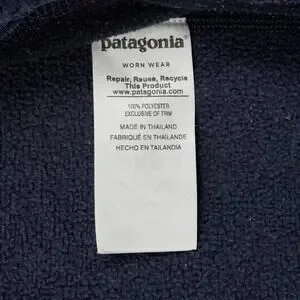 patagonia®
WORN WEAR
Repair, Reuse, Recycle
This Product
www.patagonia.com
100% POLYESTER
EXCLUSIVE OF TRIM
MADE IN THAILAND
FABRIQUÉ EN THAÏLANDE
HECHO EN TAILANDIA